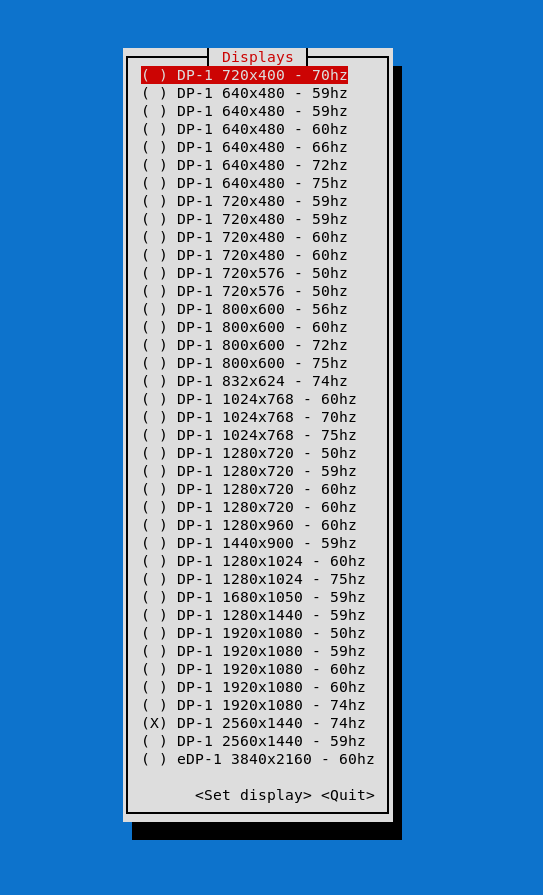 Displays
( ) DP-1 720x400 - 70hz
( ) DP-1 640x480 - 59hz
( ) DP-1 640x480 - 59hz
( ) DP-1 640x480 - 60hz
( ) DP-1 640x480 - 66hz
( ) DP-1 640x480 - 72hz
( ) DP-1 640x480 - 75hz
( ) DP-1 720x480 - 59hz
( ) DP-1 720x480 - 59hz
( ) DP-1 720x480 - 60hz
( ) DP-1 720x480 - 60hz
( ) DP-1 720x576 - 50hz
( ) DP-1 720x576 - 50hz
( ) DP-1 800x600 - 56hz
( ) DP-1 800x600 - 60hz
( ) DP-1 800x600 - 72hz
( ) DP-1 800x600 - 75hz
( ) DP-1 832x624 - 74hz
( ) DP-1 1024x768 - 60hz
( ) DP-1 1024x768 - 70hz
( ) DP-1 1024x768 - 75hz
( ) DP-1 1280x720 - 50hz
( ) DP-1 1280x720 - 59hz
( ) DP-1 1280x720 - 60hz
( ) DP-1 1280x720 - 60hz
( ) DP-1 1280x960 - 60hz
( ) DP-1 1440x900 - 59hz
( ) DP-1 1280x1024 - 60hz
( ) DP-1 1280x1024 - 75hz
( ) DP-1 1680x1050 - 59hz
( ) DP-1 1280x1440 - 59hz
( ) DP-1 1920x1080 - 50hz
( ) DP-1 1920x1080 - 59hz
( ) DP-1 1920x1080 - 60hz
( ) DP-1 1920x1080 - 60hz
( ) DP-1 1920x1080 - 74hz
(X) DP-1 2560x1440 - 74hz
( ) DP-1 2560x1440 - 59hz
( ) eDP-1 3840x2160 - 60hz
<Set display> <Quit>